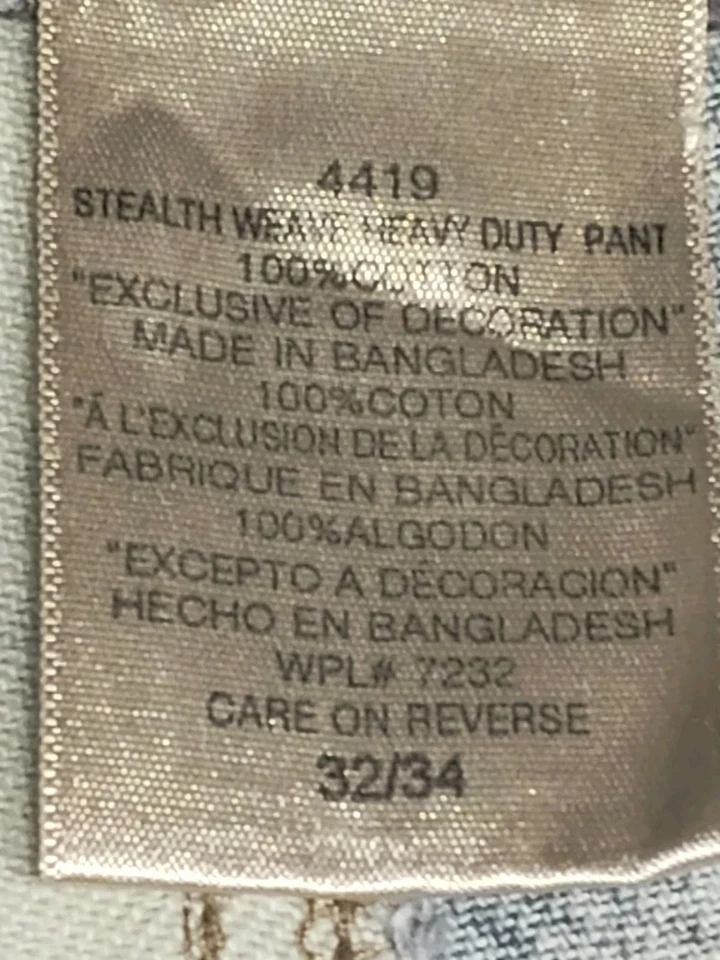 4419
STEALTH WEAVE HEAVY DUTY PANT
100%COTTON
"EXCLUSIVE OF DECORATION"
MADE IN BANGLADESH
100%COTON
"Á L'EXCLUSION DE LA DÉCORATION"
FABRIQUE EN BANGLADESH
100%ALGODON
"EXCEPTO A DÉCORACION"
HECHO EN BANGLADESH
WPL# 7232
CARE ON REVERSE
32/34